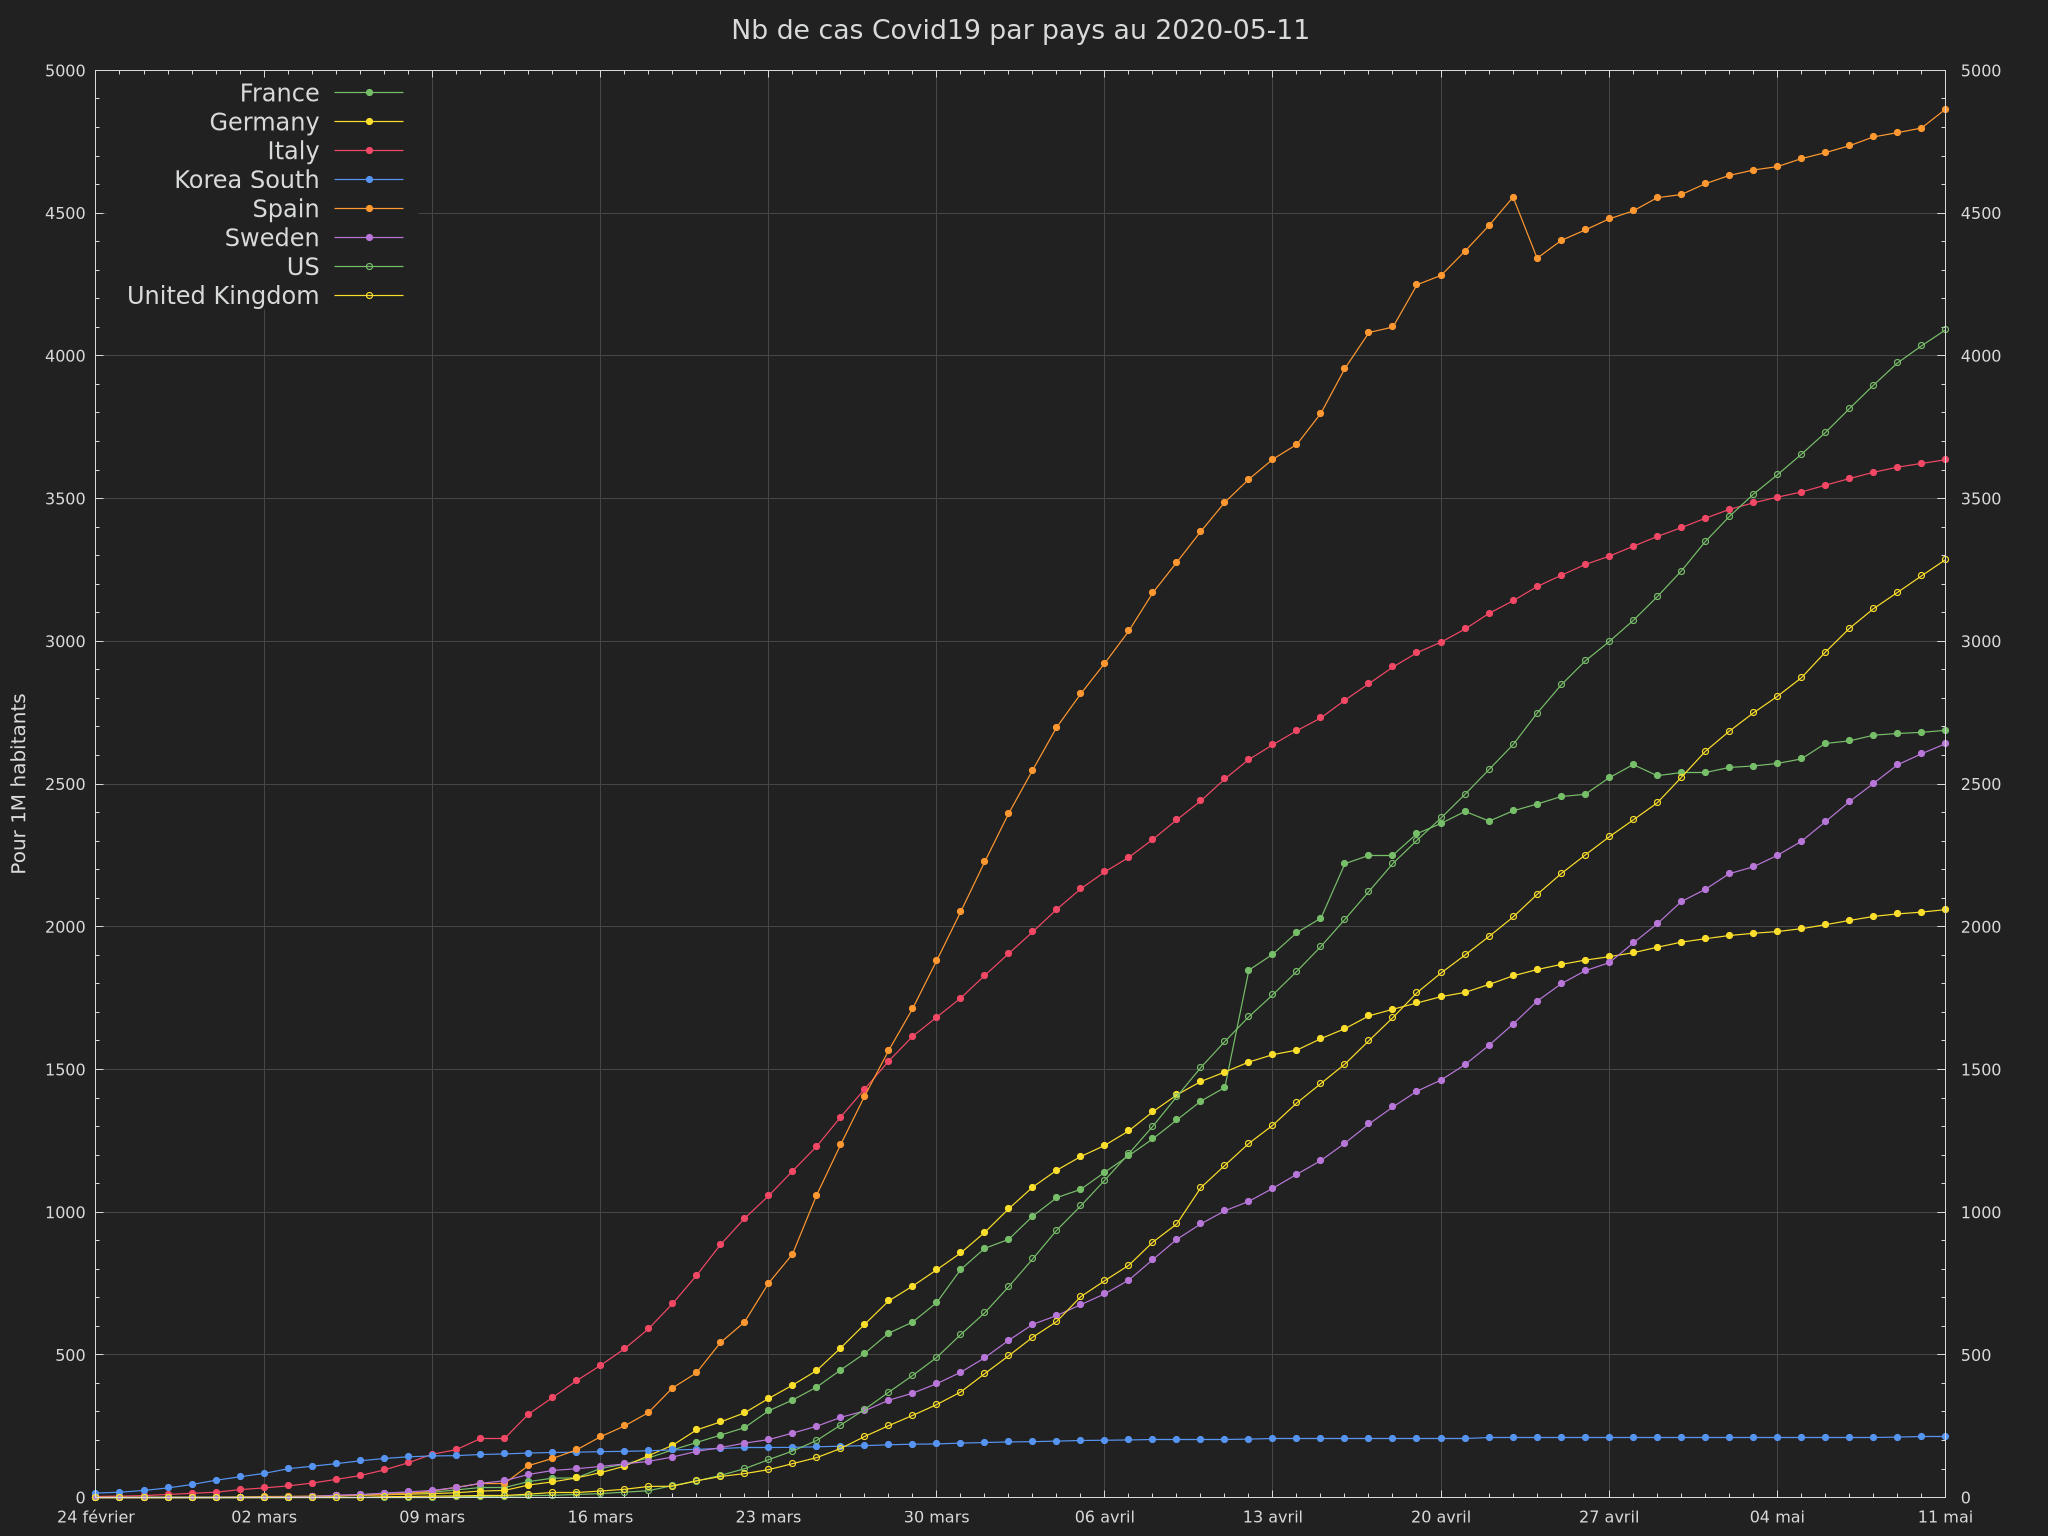 Nb de cas Covid19 par pays au 2020-05-11
5000 5000
France
Germany
Italy
Korea South
Spain
4500 4500
Sweden
US
United Kingdom
4000 4000
3500 3500
3000 3000
Pour 1M habitants
2500 2500
2000 2000
1500 1500
1000 1000
500 500
0 0
24 février 02 mars 09 mars 16 mars 23 mars 30 mars 06 avril 13 avril 20 avril 27 avril 04 mai 11 mai